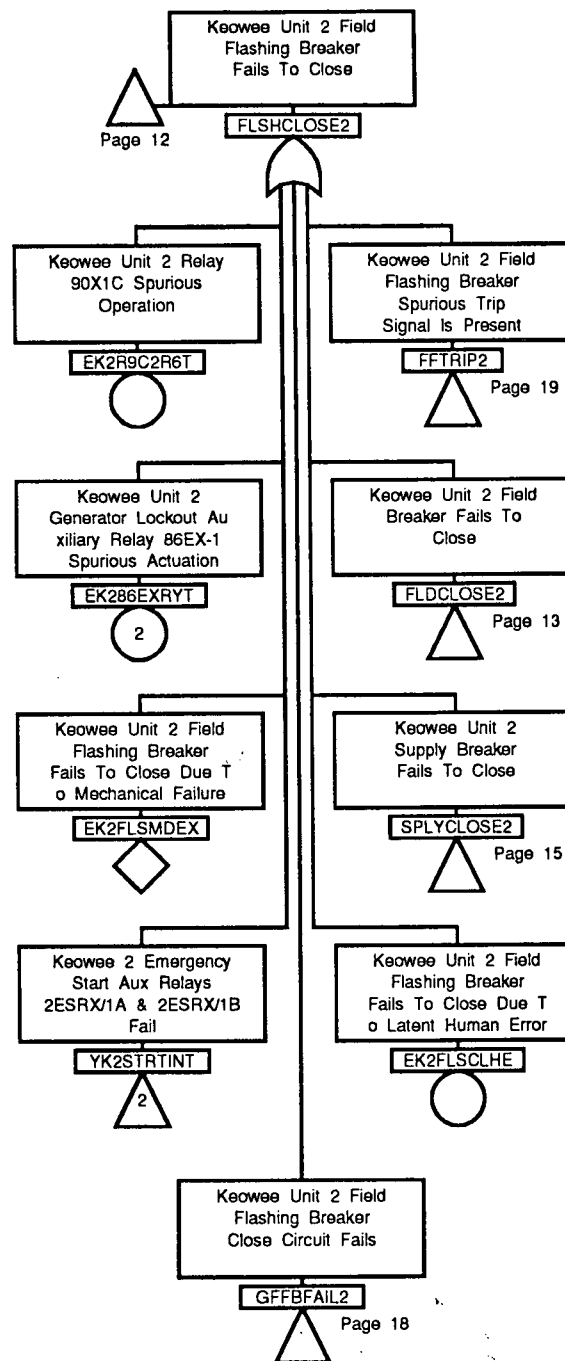 Keowee Unit 2 Field
Flashing Breaker
Fails To Close
Page 12
FLSHCLOSE2
Keowee Unit 2 Relay
90X1C Spurious
Operation
EK2R9C2R6T
Keowee Unit 2 Field
Flashing Breaker
Spurious Trip
Signal Is Present
FFTRIP2
Page 19
Keowee Unit 2
Generator Lockout Au
xiliary Relay 86EX-1
Spurious Actuation
EK286EXRYT
2
Keowee Unit 2 Field
Breaker Fails To
Close
FLDCLOSE2
Page 13
Keowee Unit 2 Field
Flashing Breaker
Fails To Close Due T
o Mechanical Failure
EK2FLSMDEX
Keowee Unit 2
Supply Breaker
Fails To Close
SPLYCLOSE2
Page 15
Keowee 2 Emergency
Start Aux Relays
2ESRX/1A & 2ESRX/1B
Fail
YK2STRTINT
2
Keowee Unit 2 Field
Flashing Breaker
Fails To Close Due T
o Latent Human Error
EK2FLSCLHE
Keowee Unit 2 Field
Flashing Breaker
Close Circuit Fails
GFFBFAIL2
Page 18